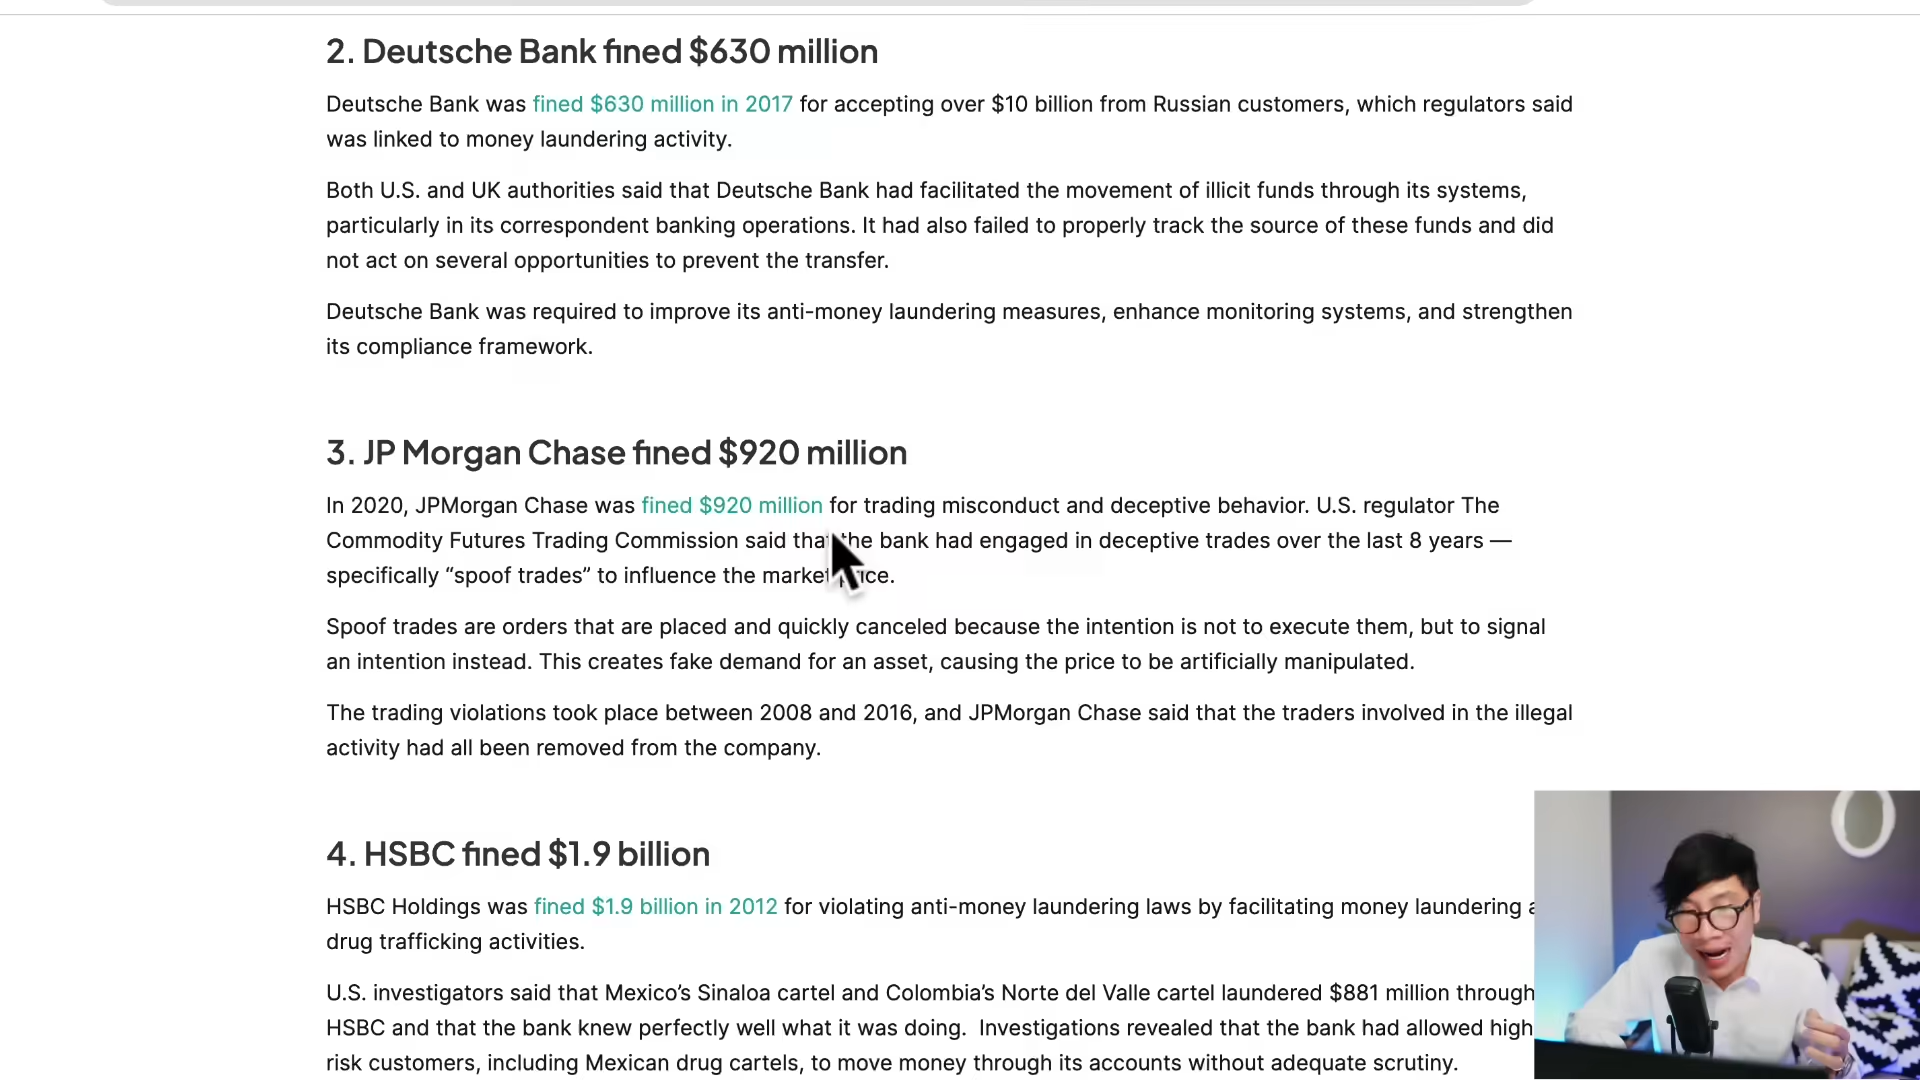 2. Deutsche Bank fined $630 million
Deutsche Bank was fined $630 million in 2017 for accepting over $10 billion from Russian customers, which regulators said
was linked to money laundering activity.
Both U.S. and UK authorities said that Deutsche Bank had facilitated the movement of illicit funds through its systems,
particularly in its correspondent banking operations. It had also failed to properly track the source of these funds and did
not act on several opportunities to prevent the transfer.
Deutsche Bank was required to improve its anti-money laundering measures, enhance monitoring systems, and strengthen
its compliance framework.
3. JP Morgan Chase fined $920 million
In 2020, JPMorgan Chase was fined $920 million for trading misconduct and deceptive behavior. U.S. regulator The
Commodity Futures Trading Commission said that the bank had engaged in deceptive trades over the last 8 years —
specifically “spoof trades” to influence the market price.
Spoof trades are orders that are placed and quickly canceled because the intention is not to execute them, but to signal
an intention instead. This creates fake demand for an asset, causing the price to be artificially manipulated.
The trading violations took place between 2008 and 2016, and JPMorgan Chase said that the traders involved in the illegal
activity had all been removed from the company.
4. HSBC fined $1.9 billion
HSBC Holdings was fined $1.9 billion in 2012 for violating anti-money laundering laws by facilitating money laundering
drug trafficking activities.
U.S. investigators said that Mexico’s Sinaloa cartel and Colombia’s Norte del Valle cartel laundered $881 million through
HSBC and that the bank knew perfectly well what it was doing. Investigations revealed that the bank had allowed high
risk customers, including Mexican drug cartels, to move money through its accounts without adequate scrutiny.